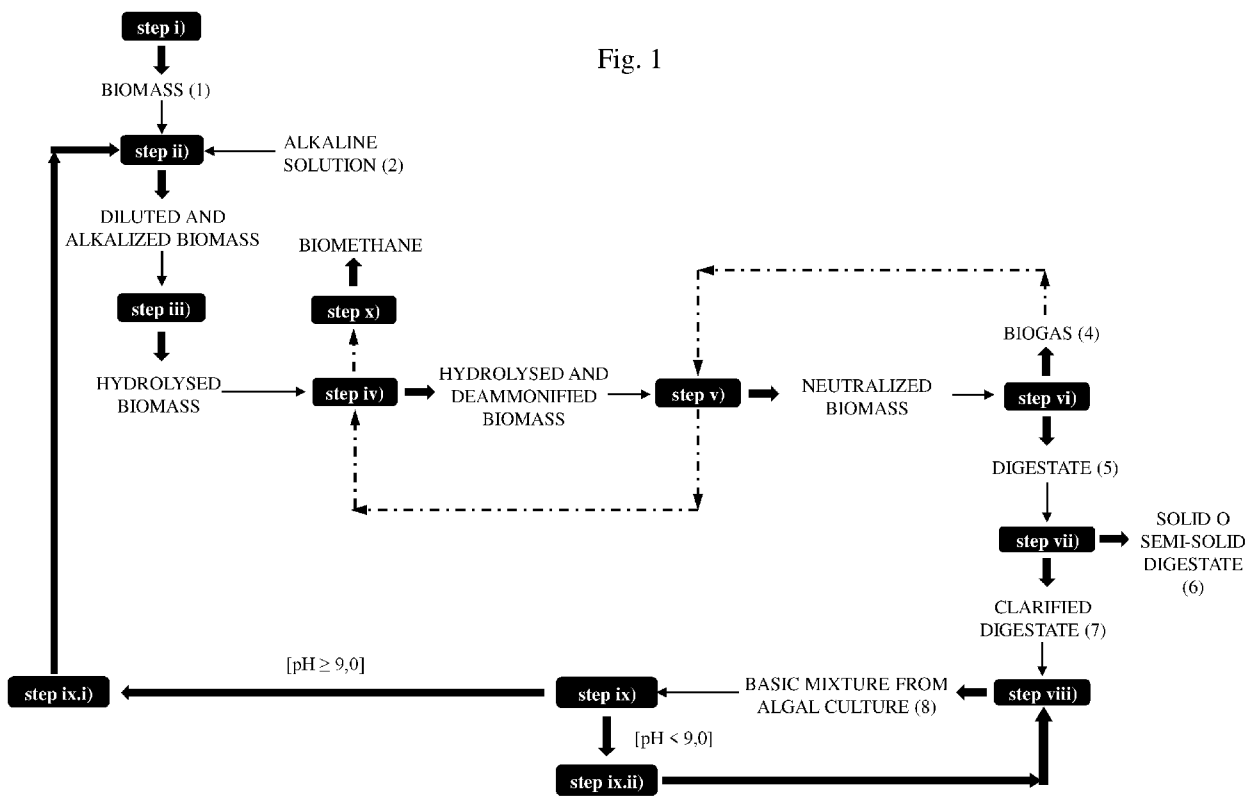 step i)
Fig. 1
BIOMASS (1)
step ii)
ALKALINE
SOLUTION (2)
DILUTED AND
ALKALIZED BIOMASS
BIOMETHANE
step iii)
step x)
BIOGAS (4)
HYDROLYSED
BIOMASS
step iv)
HYDROLYSED AND
DEAMMONIFIED
BIOMASS
step v)
NEUTRALIZED
BIOMASS
step vi)
DIGESTATE (5)
step vii)
SOLID O
SEMI-SOLID
DIGESTATE
(6)
CLARIFIED
DIGESTATE (7)
step ix.i)
[pH ≥ 9,0]
step ix)
BASIC MIXTURE FROM
ALGAL CULTURE (8)
step viii)
[pH < 9,0]
step ix.ii)